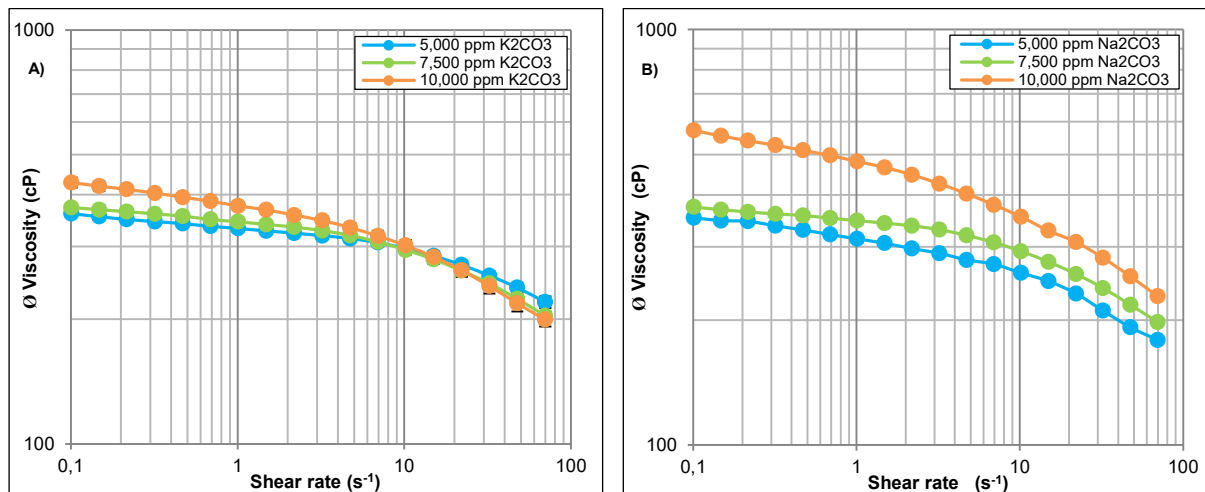 A)
1000
5,000 ppm K2CO3
7,500 ppm K2CO3
10,000 ppm K2CO3
Ø Viscosity (cP)
100
0,1
1
10
100
Shear rate (s-1)
B)
1000
5,000 ppm Na2CO3
7,500 ppm Na2CO3
10,000 ppm Na2CO3
Ø Viscosity (cP)
100
0,1
1
10
100
Shear rate (s-1)